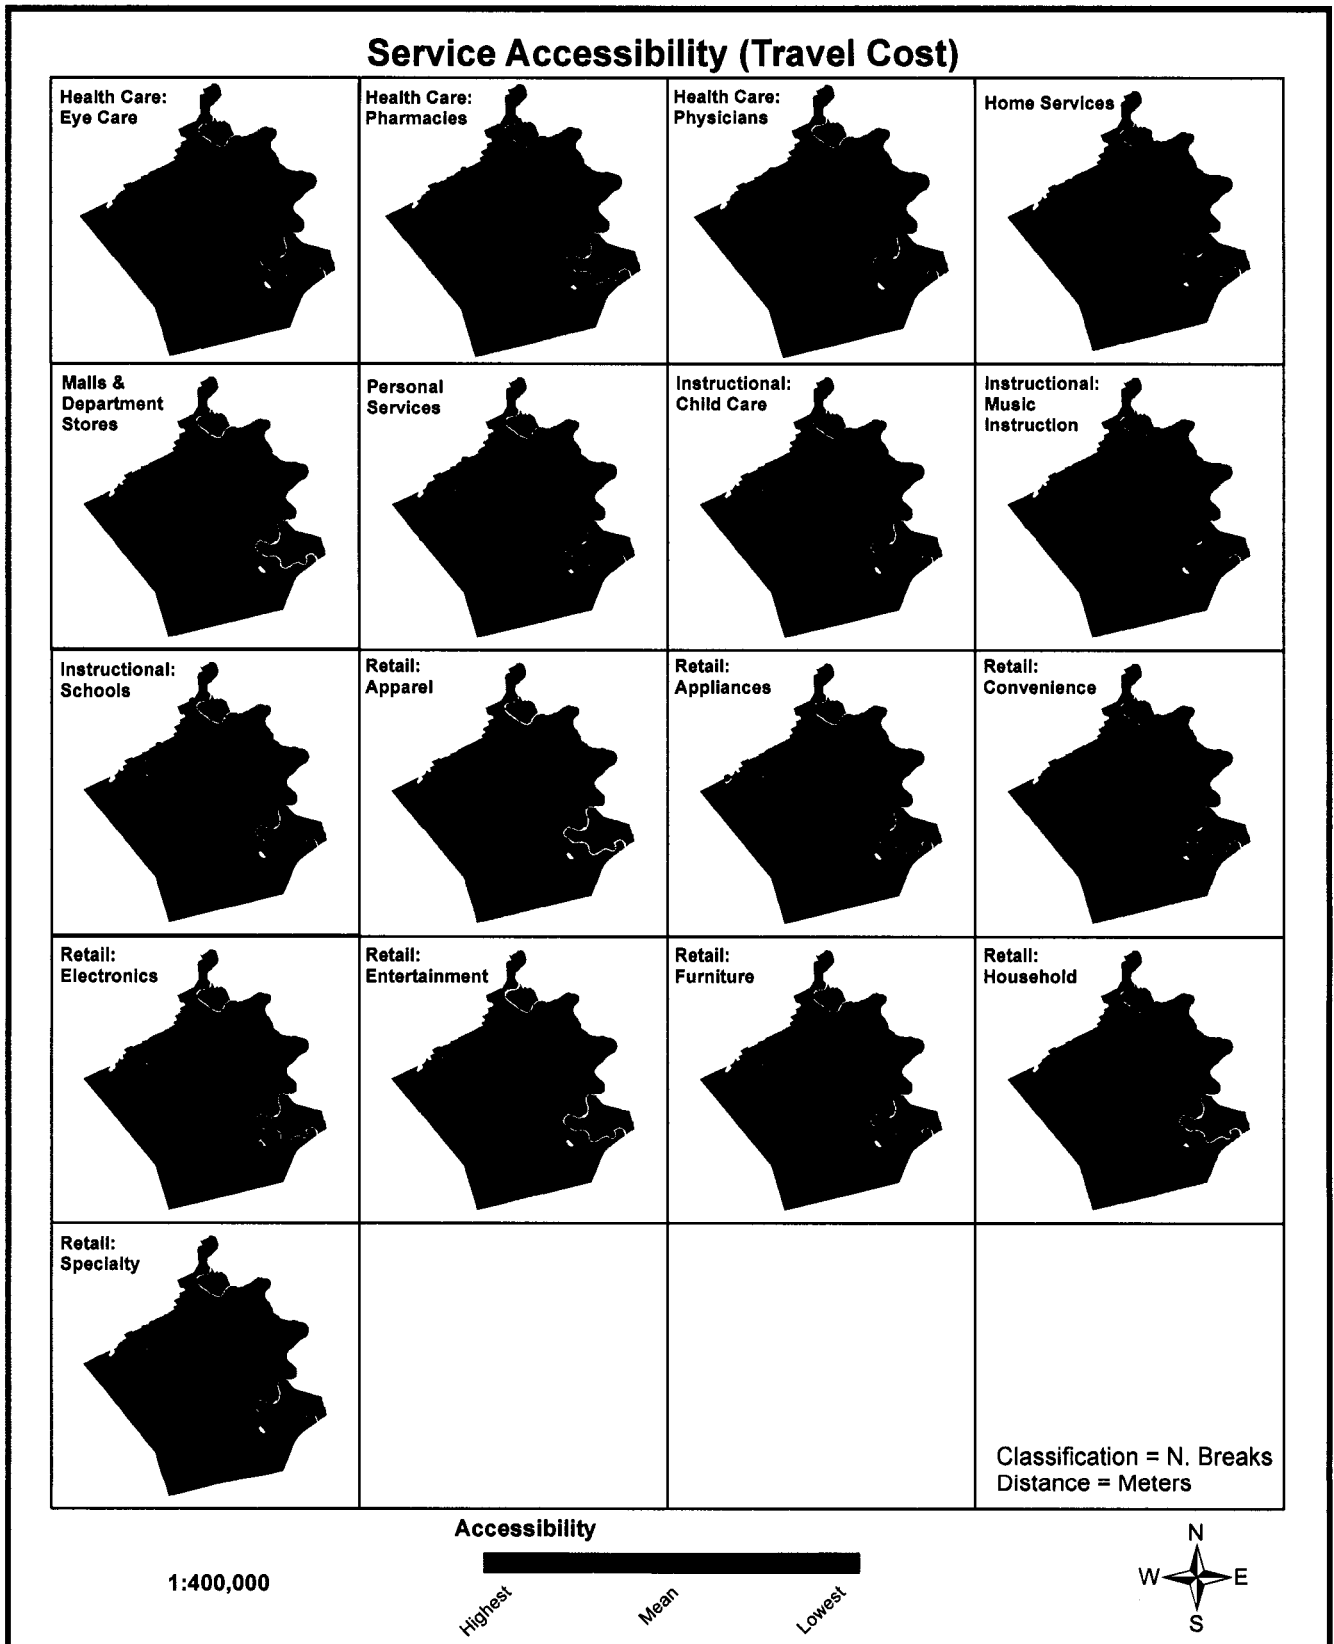 Service Accessibility (Travel Cost)
Health Care:
Eye Care
Health Care:
Pharmacies
Health Care:
Physicians
Home Services
Malls &
Department
Stores
Personal
Services
Instructional:
Child Care
Instructional:
Music
Instruction
Instructional:
Schools
Retail:
Apparel
Retail:
Appliances
Retail:
Convenience
Retail:
Electronics
Retail:
Entertainment
Retail:
Furniture
Retail:
Household
Retail:
Specialty
Classification = N. Breaks
Distance = Meters
Accessibility
1:400,000
Highest
Mean
Lowest
N
W
E
S